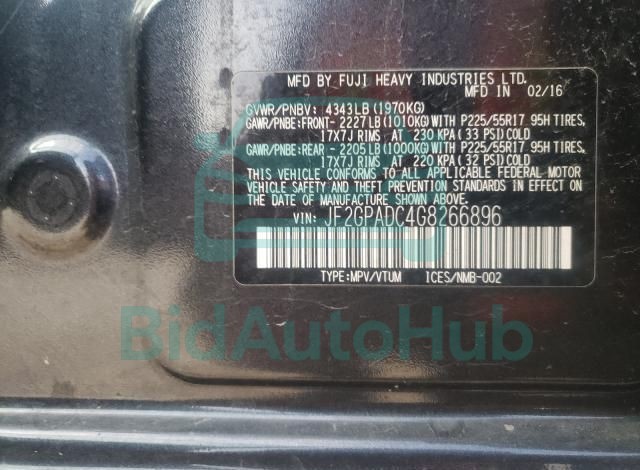 MFD BY FUJI HEAVY INDUSTRIES LTD.
MFD IN 02/16
GVWR/PNBV: 4343LB(1970KG)
GAWR/PNBE:FRONT- 2227LB(1010KG)WITH P225/55R17 95H TIRES,
17X7J RIMS AT 230 KPA( 33 PSI)COLD
GAWR/PNBE:REAR - 2205LB(1000KG)WITH P225/55R17 95H TIRES,
17X7J RIMS AT 220 KPA( 32 PSI)COLD
THIS VEHICLE CONFORMS TO ALL APPLICABLE FEDERAL MOTOR
VEHICLE SAFETY AND THEFT PREVENTION STANDARDS IN EFFECT ON
THE DATE OF MANUFACTURE SHOWN ABOVE.
VIN: JF2GPADC4G8266896
TYPE:MPV/VTUM ICES/NMB-002
BidAutoHub